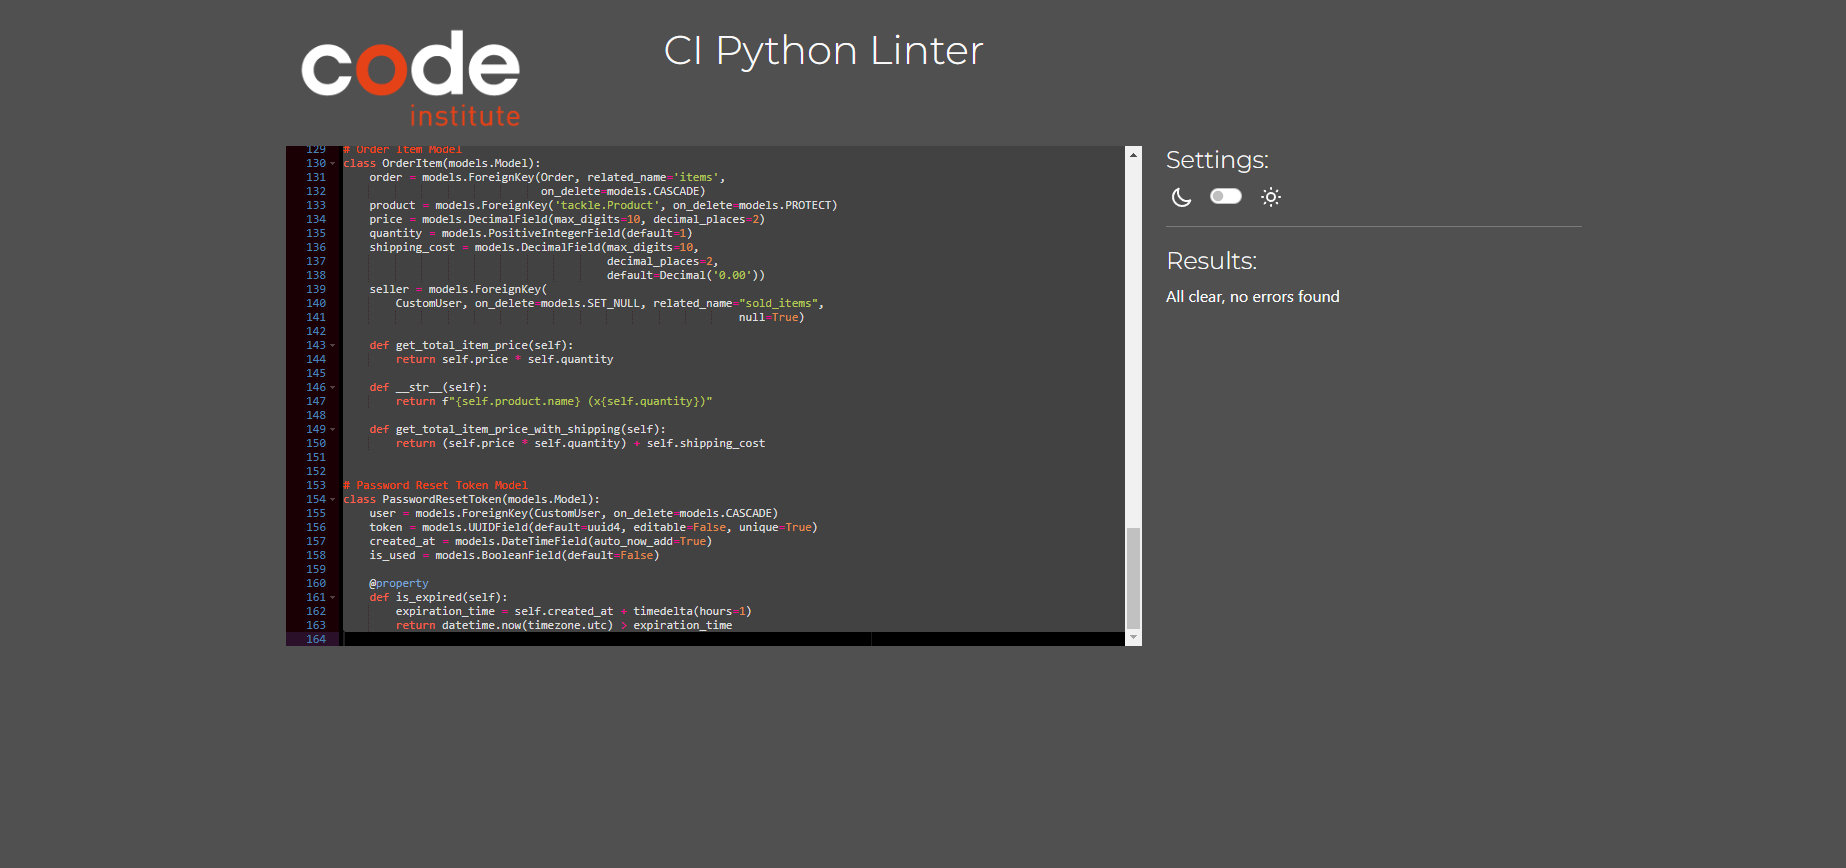 code
institute
CI Python Linter
129 # Order Item Model
130 class OrderItem(models.Model):
131     order = models.ForeignKey(Order, related_name='items',
132                               on_delete=models.CASCADE)
133     product = models.ForeignKey('tackle.Product', on_delete=models.PROTECT)
134     price = models.DecimalField(max_digits=10, decimal_places=2)
135     quantity = models.PositiveIntegerField(default=1)
136     shipping_cost = models.DecimalField(max_digits=10,
137                                         decimal_places=2,
138                                         default=Decimal('0.00'))
139     seller = models.ForeignKey(
140         CustomUser, on_delete=models.SET_NULL, related_name="sold_items",
141                                                             null=True)
142
143     def get_total_item_price(self):
144         return self.price * self.quantity
145
146     def __str__(self):
147         return f"{self.product.name} (x{self.quantity})"
148
149     def get_total_item_price_with_shipping(self):
150         return (self.price * self.quantity) + self.shipping_cost
151
152
153 # Password Reset Token Model
154 class PasswordResetToken(models.Model):
155     user = models.ForeignKey(CustomUser, on_delete=models.CASCADE)
156     token = models.UUIDField(default=uuid4, editable=False, unique=True)
157     created_at = models.DateTimeField(auto_now_add=True)
158     is_used = models.BooleanField(default=False)
159
160     @property
161     def is_expired(self):
162         expiration_time = self.created_at + timedelta(hours=1)
163         return datetime.now(timezone.utc) > expiration_time
164
Settings:
Results:
All clear, no errors found